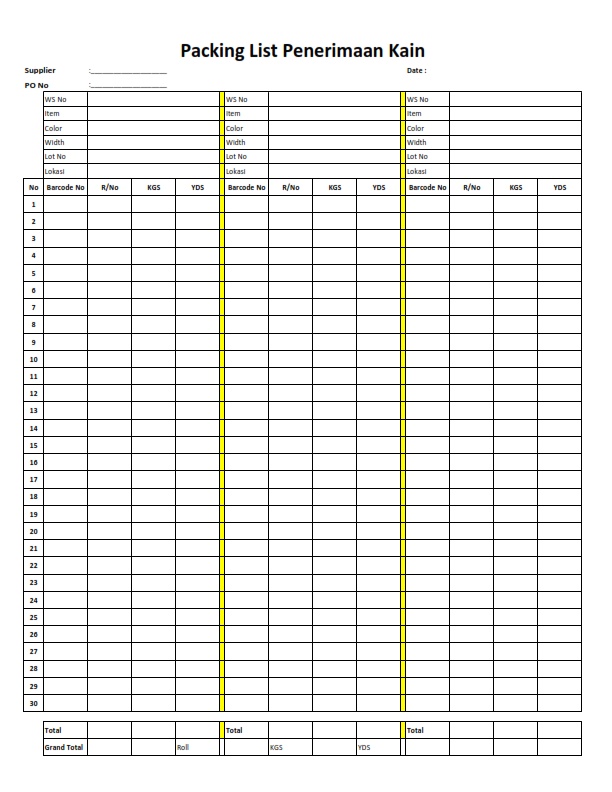 Packing List Penerimaan Kain
Supplier :___________________ Date :
PO No :___________________
WS No WS No WS No
Item Item Item
Color Color Color
Width Width Width
Lot No Lot No Lot No
Lokasi Lokasi Lokasi
No Barcode No R/No KGS YDS Barcode No R/No KGS YDS Barcode No R/No KGS YDS
1
2
3
4
5
6
7
8
9
10
11
12
13
14
15
16
17
18
19
20
21
22
23
24
25
26
27
28
29
30
Total Total Total
Grand Total Roll KGS YDS